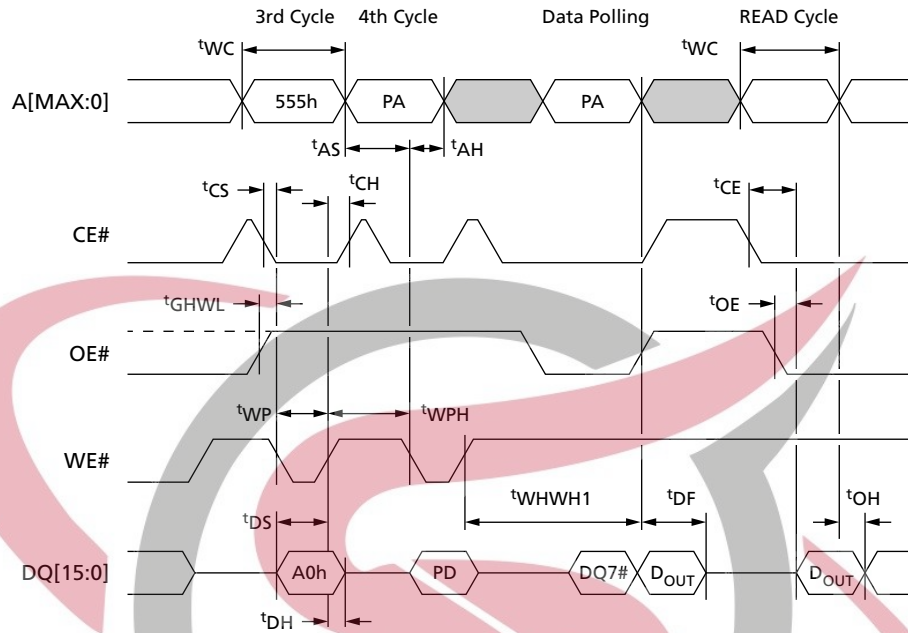 3rd Cycle 4th Cycle Data Polling READ Cycle
tWC tWC
A[MAX:0] 555h PA PA
tAS tAH
tCS tCH tCE
CE#
tGHWL tOE
OE#
tWP tWPH
WE#
tWHWH1 tDF tOH
tDS
DQ[15:0] A0h PD DQ7# DOUT DOUT
tDH